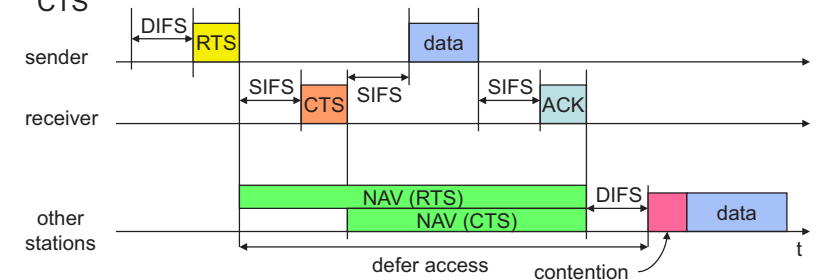 CTS
DIFS
RTS
data
sender
SIFS
CTS
SIFS
SIFS
ACK
receiver
NAV (RTS)
DIFS
NAV (CTS)
data
other
stations
t
defer access
contention